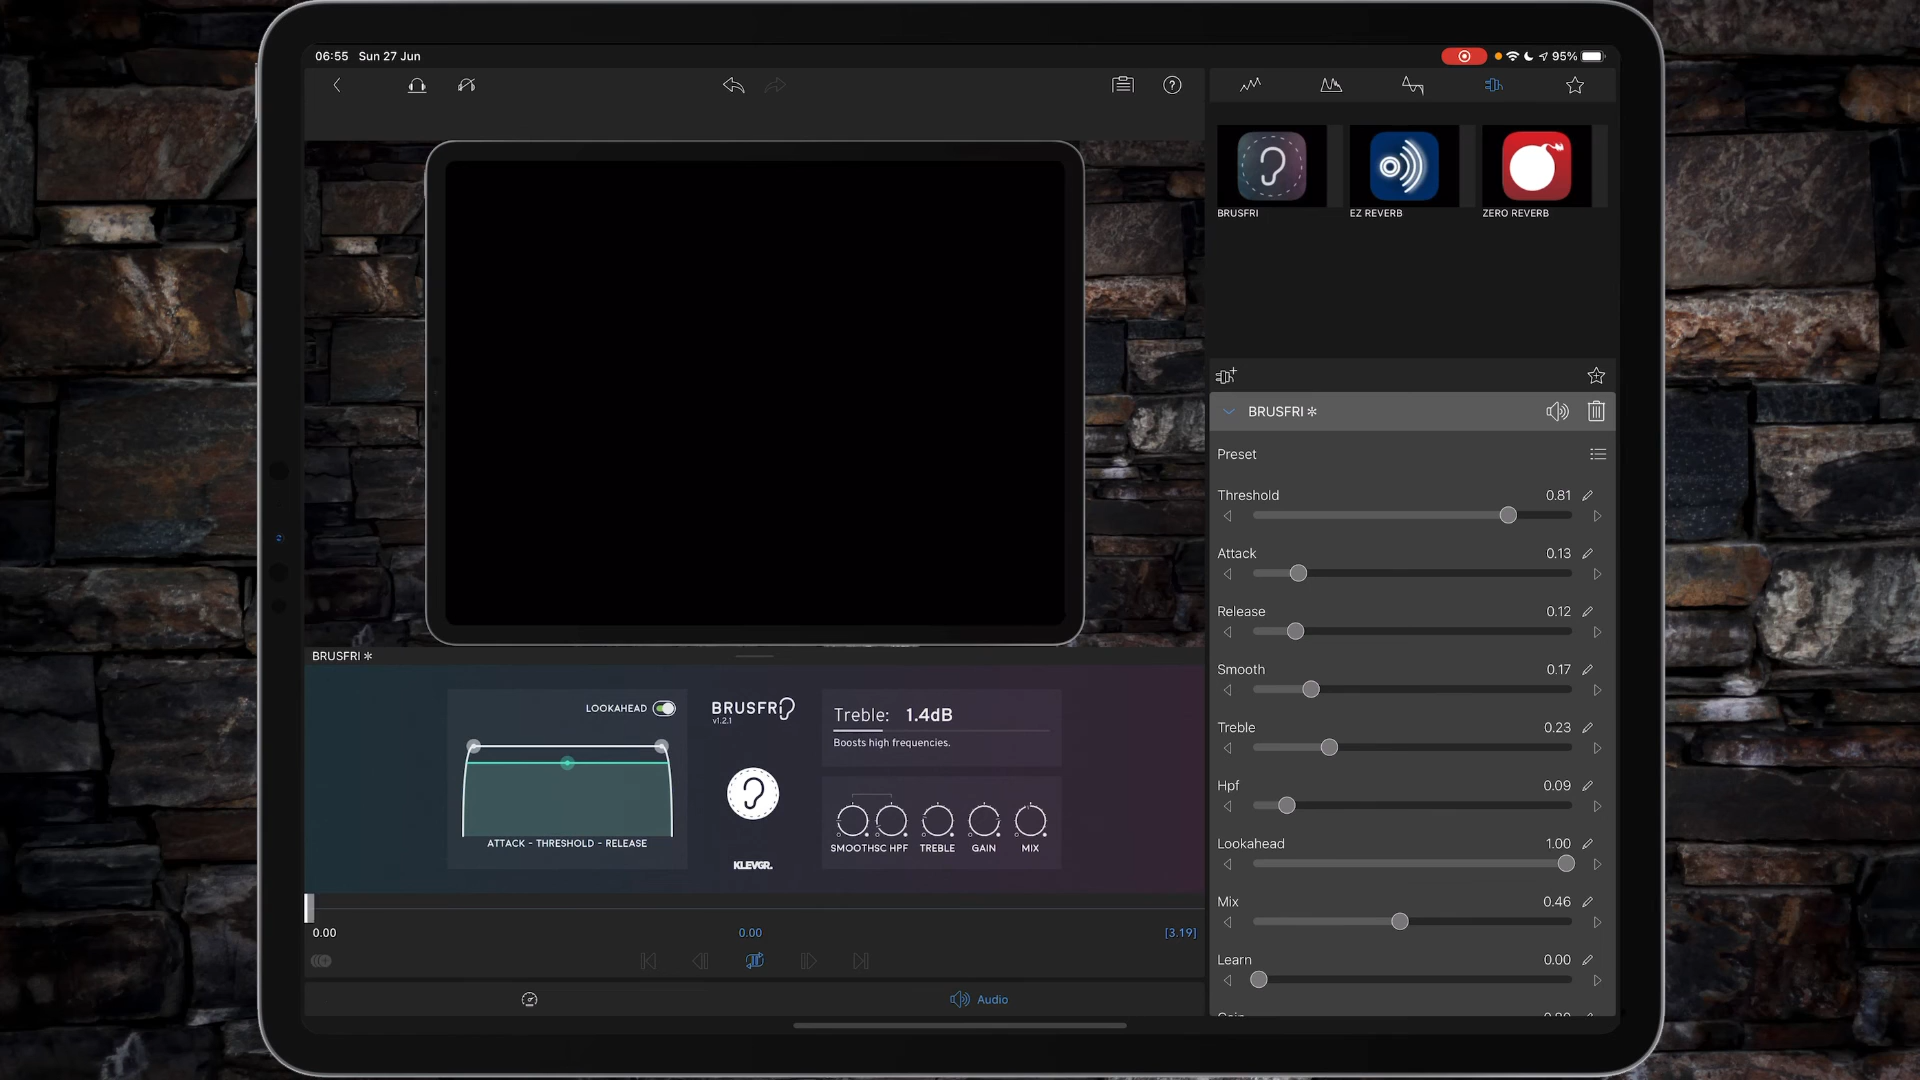 06:55 Sun 27 Jun
95%
BRUSFRI
EZ REVERB
ZERO REVERB
BRUSFRI ✻
Preset
Threshold 0.81
Attack 0.13
Release 0.12
Smooth 0.17
Treble 0.23
Hpf 0.09
Lookahead 1.00
Mix 0.46
Learn 0.00
BRUSFRI ✻
LOOKAHEAD
ATTACK - THRESHOLD - RELEASE
BRUSFRI
v1.2.1
KLEVGR.
Treble: 1.4dB
Boosts high frequencies.
SMOOTH SC HPF TREBLE GAIN MIX
0.00 0.00 [3.19]
Audio